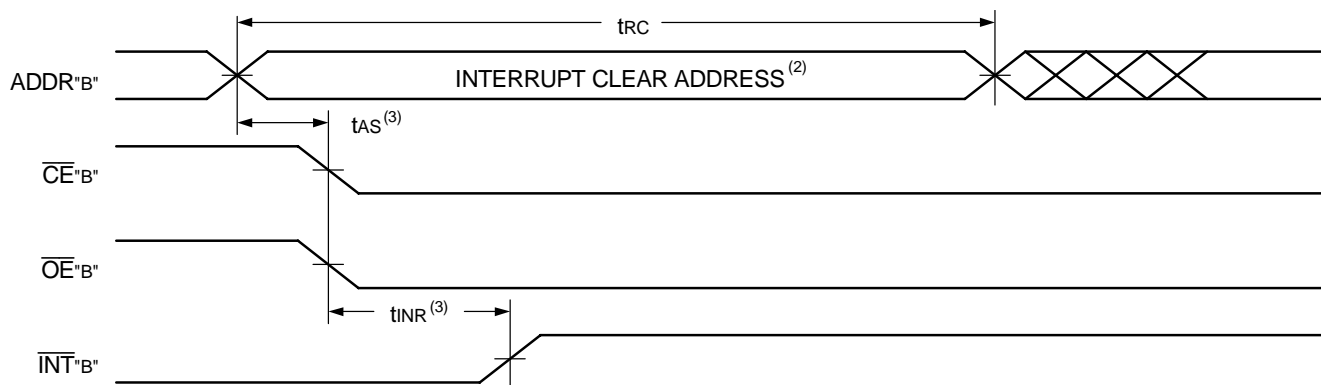 tRC
ADDR"B"
INTERRUPT CLEAR ADDRESS(2)
tAS(3)
CE"B"
OE"B"
tINR(3)
INT"B"